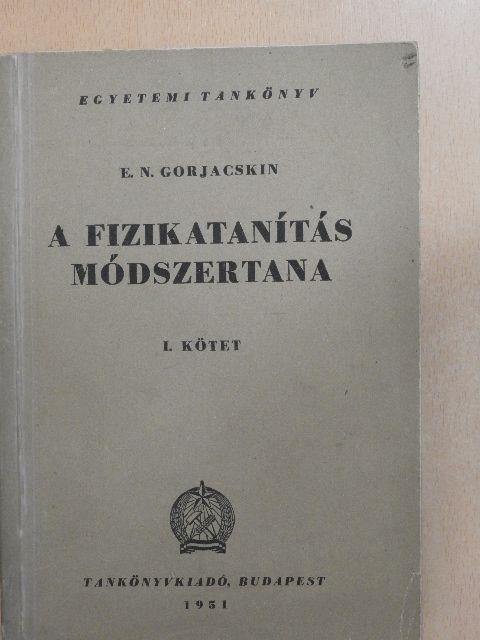 EGYETEMI TANKÖNYV
E. N. GORJACSKIN
A FIZIKATANÍTÁS
MÓDSZERTANA
I. KÖTET
TANKÖNYVKIADÓ, BUDAPEST
1951